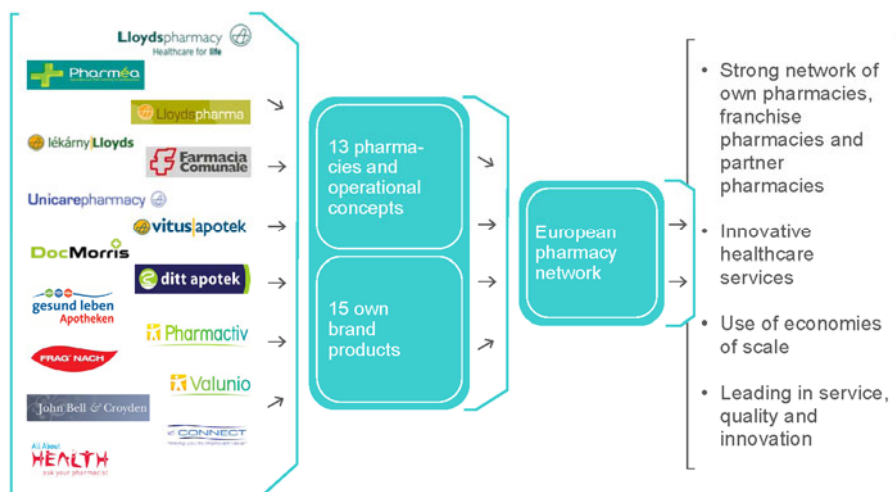 Lloydspharmacy
Healthcare for life
Pharméa
Lloydspharma
lékárny Lloyds
Farmacia
Comunale
Unicarepharmacy
vitus apotek
DocMorris
ditt apotek
gesund leben
Apotheken
Pharmactiv
FRAG' NACH
Valunio
John Bell & Croyden
CONNECT
All About
HEALTH
ask your pharmacist
13 pharma-
cies and
operational
concepts
15 own
brand
products
European
pharmacy
network
• Strong network of
own pharmacies,
franchise
pharmacies and
partner
pharmacies
• Innovative
healthcare
services
• Use of economies
of scale
• Leading in service,
quality and
innovation